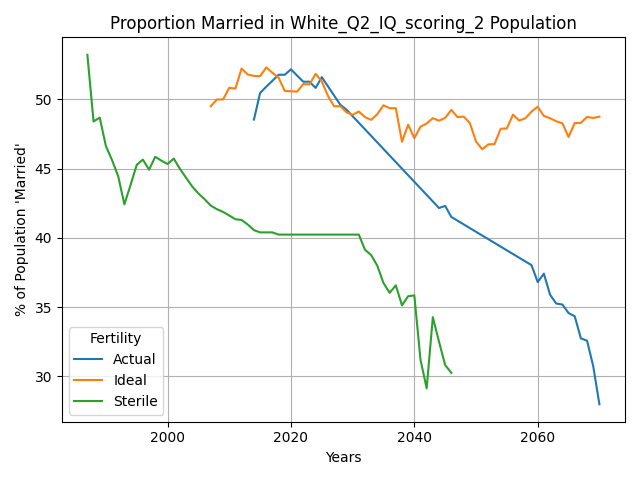 Proportion Married in White_Q2_IQ_scoring_2 Population
% of Population 'Married'
50
45
40
35
30
Fertility
Actual
Ideal
Sterile
2000 2020 2040 2060
Years